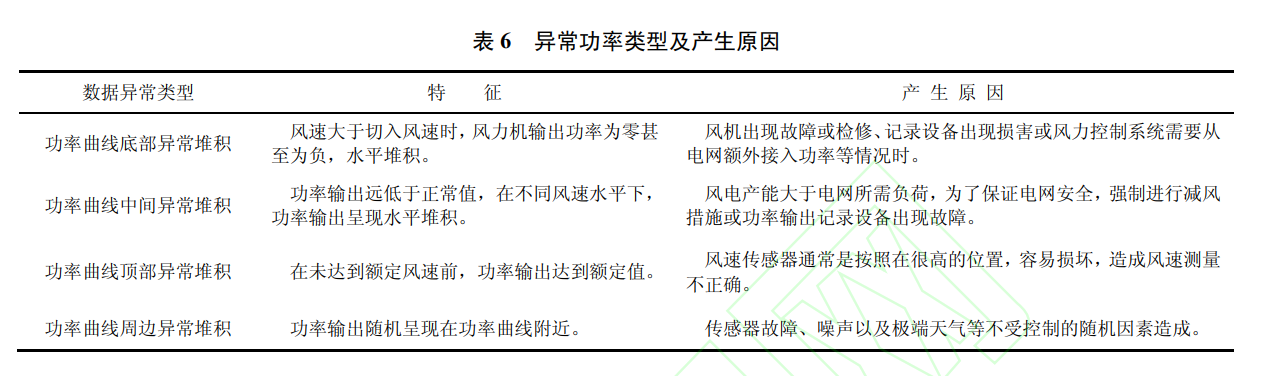 表 6 异常功率类型及产生原因
数据异常类型 特 征 产 生 原 因
功率曲线底部异常堆积
风速大于切入风速时，风力机输出功率为零甚
至为负，水平堆积。
风机出现故障或检修、记录设备出现损害或风力控制系统需要从
电网额外接入功率等情况时。
功率曲线中间异常堆积
功率输出远低于正常值，在不同风速水平下，
功率输出呈现水平堆积。
风电产能大于电网所需负荷，为了保证电网安全，强制进行减风
措施或功率输出记录设备出现故障。
功率曲线顶部异常堆积
在未达到额定风速前，功率输出达到额定值。
风速传感器通常是按照在很高的位置，容易损坏，造成风速测量
不正确。
功率曲线周边异常堆积
功率输出随机呈现在功率曲线附近。
传感器故障、噪声以及极端天气等不受控制的随机因素造成。